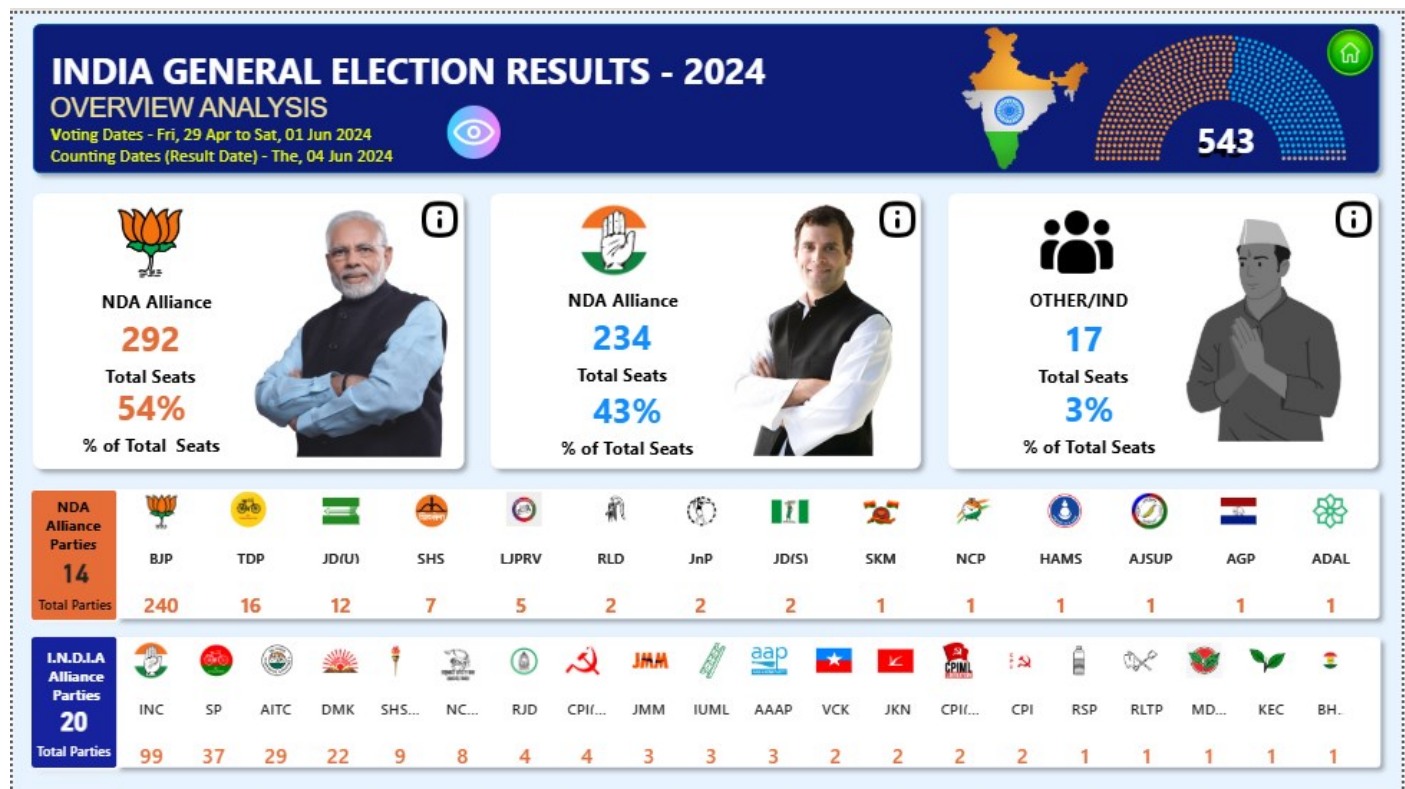 INDIA GENERAL ELECTION RESULTS - 2024
OVERVIEW ANALYSIS
Voting Dates - Fri, 29 Apr to Sat, 01 Jun 2024
Counting Dates (Result Date) - The, 04 Jun 2024
543
NDA Alliance
292
Total Seats
54%
% of Total Seats
NDA Alliance
234
Total Seats
43%
% of Total Seats
OTHER/IND
17
Total Seats
3%
% of Total Seats
NDA
Alliance
Parties
14
Total Parties
BJP TDP JD(U) SHS LJPRV RLD JnP JD(S) SKM NCP HAMS AJSUP AGP ADAL
240 16 12 7 5 2 2 2 1 1 1 1 1 1
I.N.D.I.A
Alliance
Parties
20
Total Parties
JMM aap CPIML
INC SP AITC DMK SHS... NC... RJD CPI(... JMM IUML AAAP VCK JKN CPI(... CPI RSP RLTP MD... KEC BH..
99 37 29 22 9 8 4 4 3 3 3 2 2 2 2 1 1 1 1 1